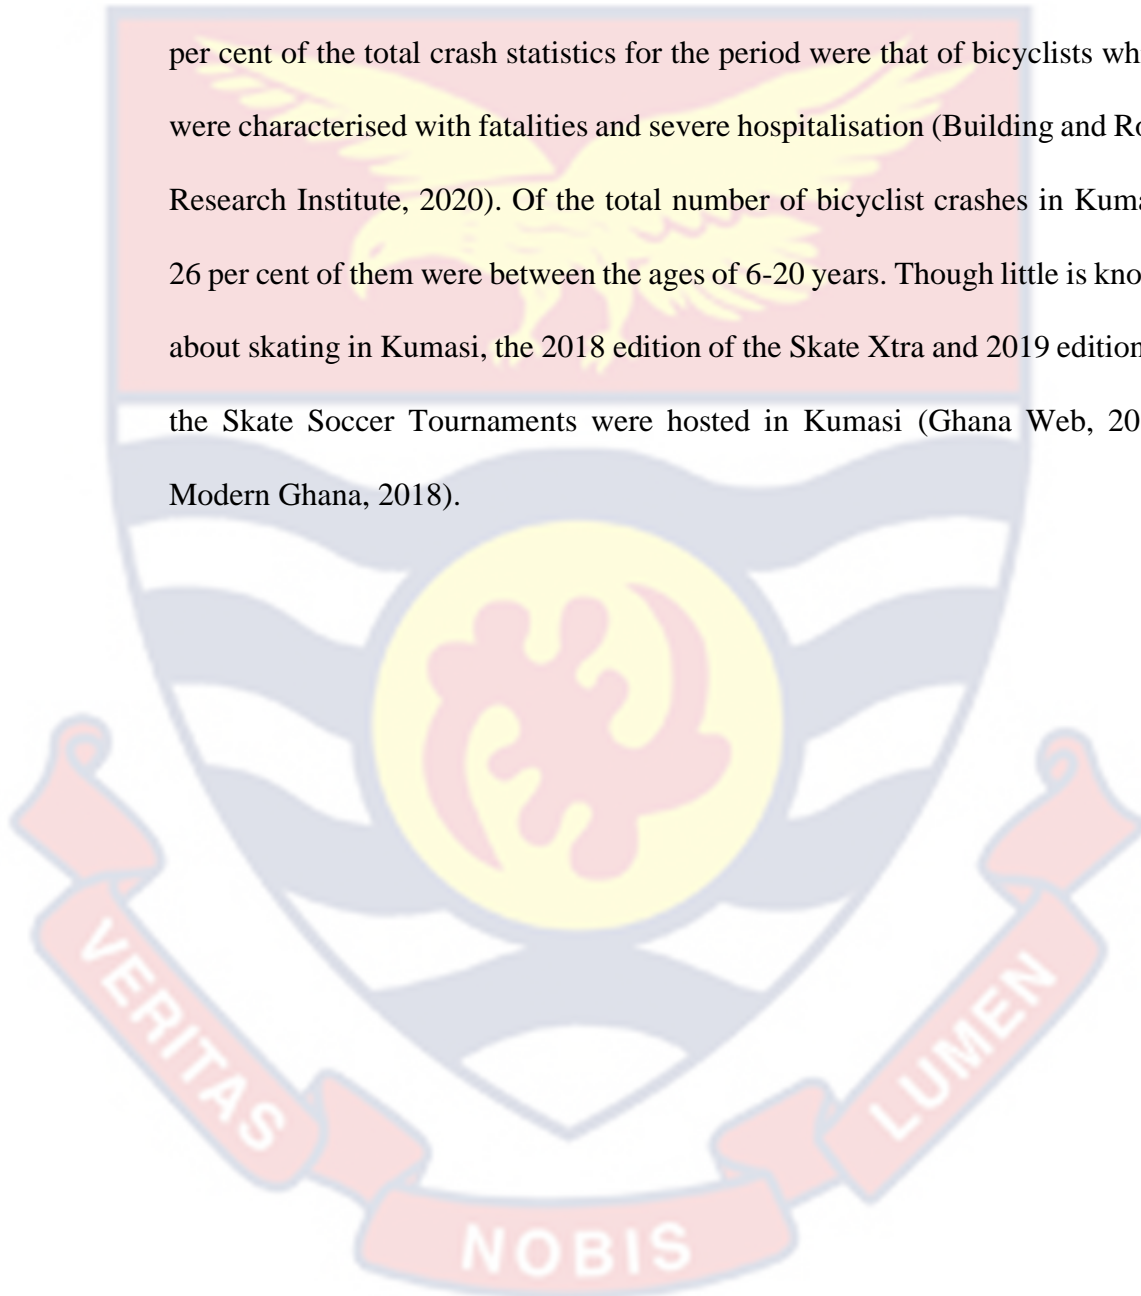 per cent of the total crash statistics for the period were that of bicyclists wh
were characterised with fatalities and severe hospitalisation (Building and Ro
Research Institute, 2020). Of the total number of bicyclist crashes in Kuma
26 per cent of them were between the ages of 6-20 years. Though little is kno
about skating in Kumasi, the 2018 edition of the Skate Xtra and 2019 edition
the Skate Soccer Tournaments were hosted in Kumasi (Ghana Web, 20
Modern Ghana, 2018).
VERITAS
NOBIS
LUMEN